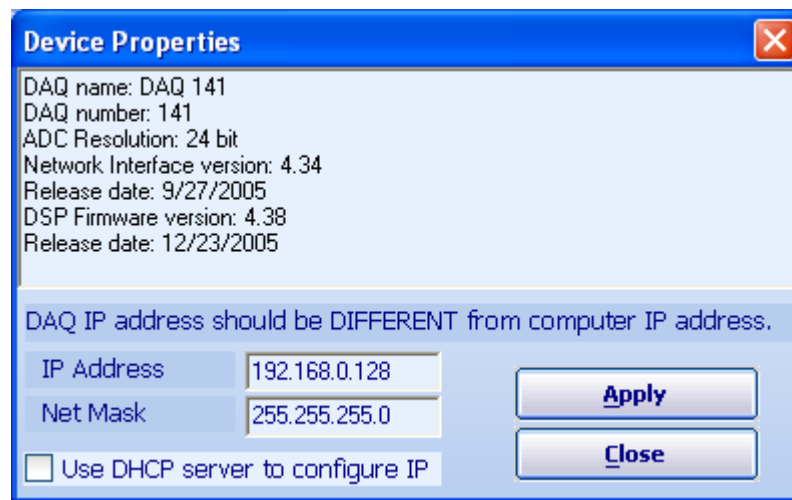 Device Properties
DAQ name: DAQ 141
DAQ number: 141
ADC Resolution: 24 bit
Network Interface version: 4.34
Release date: 9/27/2005
DSP Firmware version: 4.38
Release date: 12/23/2005
DAQ IP address should be DIFFERENT from computer IP address.
IP Address 192.168.0.128
Net Mask 255.255.255.0
Apply
Use DHCP server to configure IP
Close